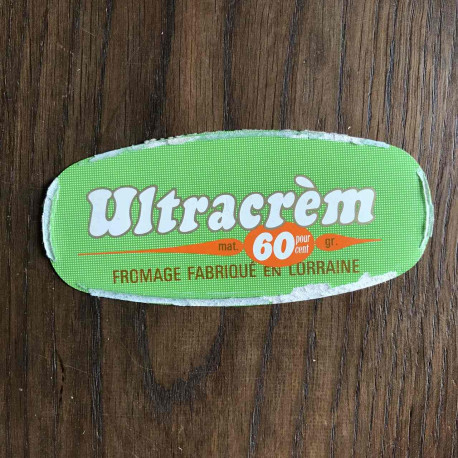 Ultracrèm
mat. 60 pour cent gr.
FROMAGE FABRIQUÉ EN LORRAINE